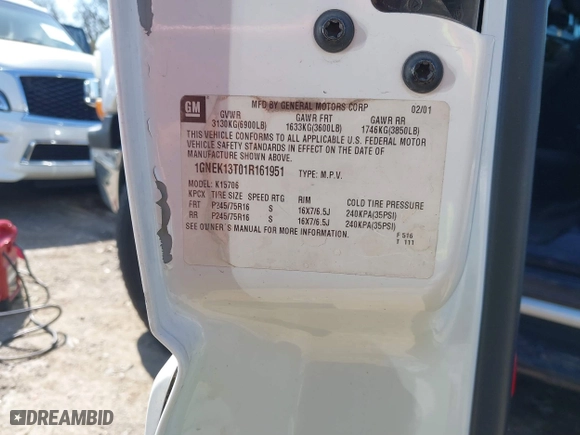 GM
MFD BY GENERAL MOTORS CORP 02/01
GVWR GAWR FRT GAWR RR
3130KG(6900LB) 1633KG(3600LB) 1746KG(3850LB)
THIS VEHICLE CONFORMS TO ALL APPLICABLE U.S. FEDERAL MOTOR
VEHICLE SAFETY STANDARDS IN EFFECT ON THE DATE OF
MANUFACTURE SHOWN ABOVE.
1GNEK13T01R161951 TYPE: M.P.V.
MODEL: K15706
KPCX TIRE SIZE SPEED RTG RIM COLD TIRE PRESSURE
FRT P245/75R16 S 16X7/6.5J 240KPA(35PSI)
RR P245/75R16 S 16X7/6.5J 240KPA(35PSI)
SEE OWNER'S MANUAL FOR MORE INFORMATION.
F 516
T 111
DREAMBID